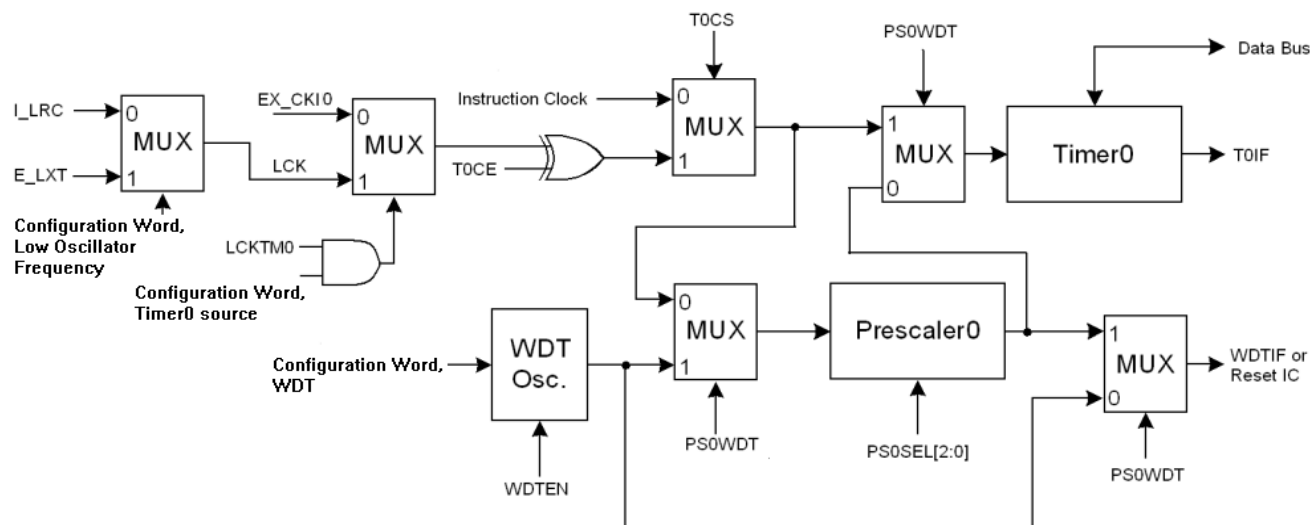 T0CS
PS0WDT
Data Bus
I_LRC
0
MUX
1
E_LXT
EX_CKI0
0
MUX
LCK
1
Instruction Clock
0
MUX
1
T0CE
1
MUX
0
Timer0
T0IF
Configuration Word,
Low Oscillator
Frequency
LCKTM0
Configuration Word,
Timer0 source
Configuration Word,
WDT
WDT
Osc.
WDTEN
0
MUX
1
PS0WDT
Prescaler0
PS0SEL[2:0]
1
MUX
0
PS0WDT
WDTIF or
Reset IC